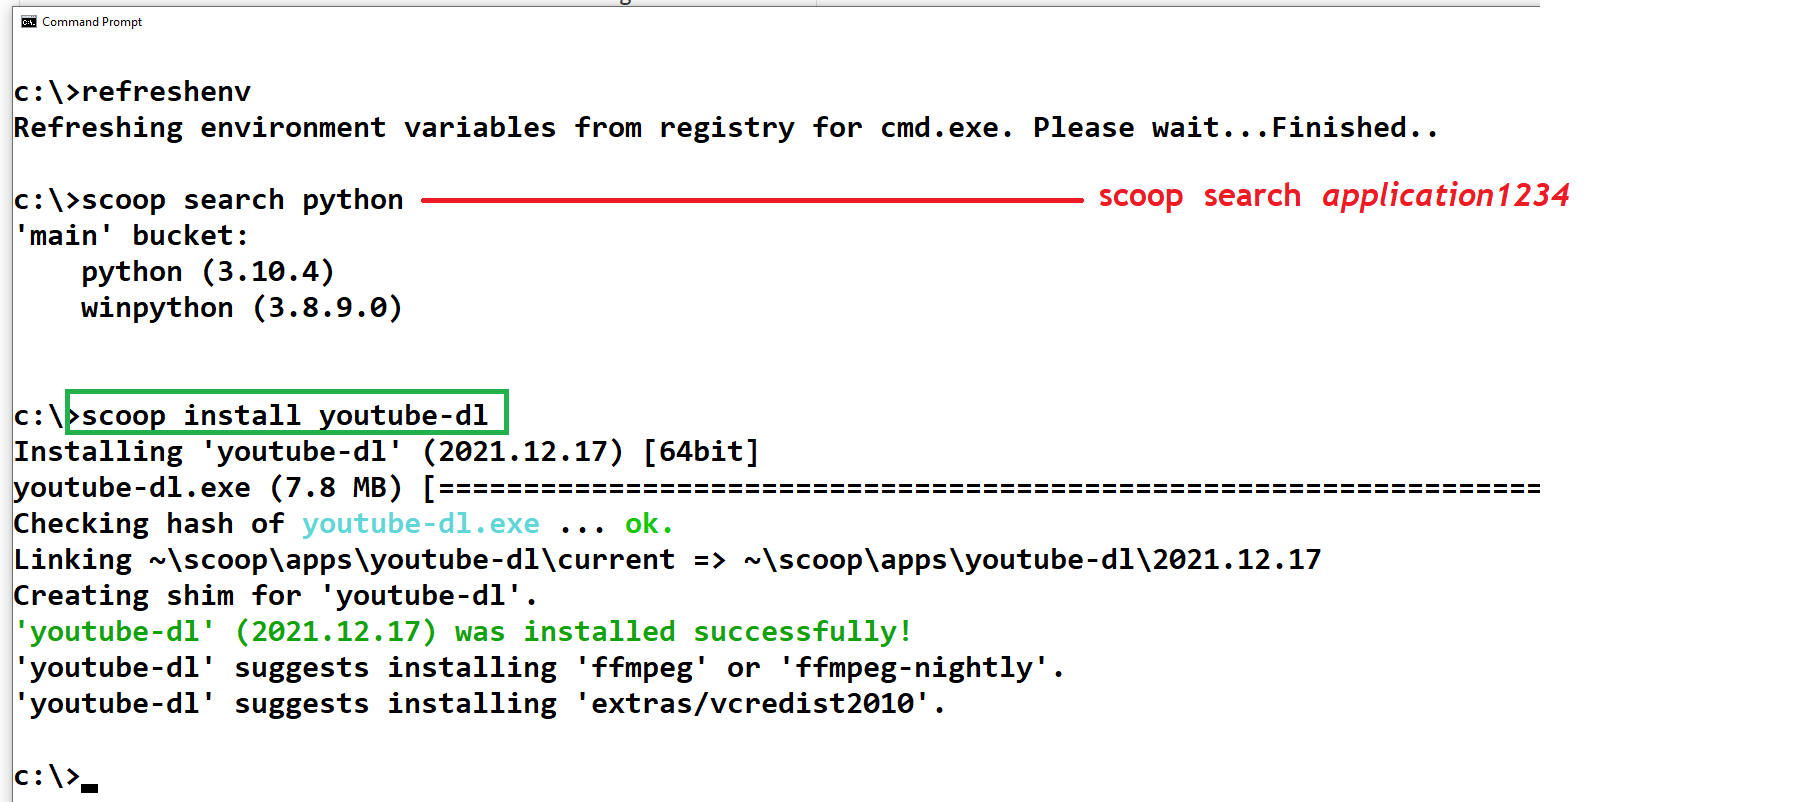 Command Prompt
c:\>refreshenv
Refreshing environment variables from registry for cmd.exe. Please wait...Finished..
c:\>scoop search python scoop search application1234
'main' bucket:
    python (3.10.4)
    winpython (3.8.9.0)
c:\>scoop install youtube-dl
Installing 'youtube-dl' (2021.12.17) [64bit]
youtube-dl.exe (7.8 MB) [=================================================================
Checking hash of youtube-dl.exe ... ok.
Linking ~\scoop\apps\youtube-dl\current => ~\scoop\apps\youtube-dl\2021.12.17
Creating shim for 'youtube-dl'.
'youtube-dl' (2021.12.17) was installed successfully!
'youtube-dl' suggests installing 'ffmpeg' or 'ffmpeg-nightly'.
'youtube-dl' suggests installing 'extras/vcredist2010'.
c:\>